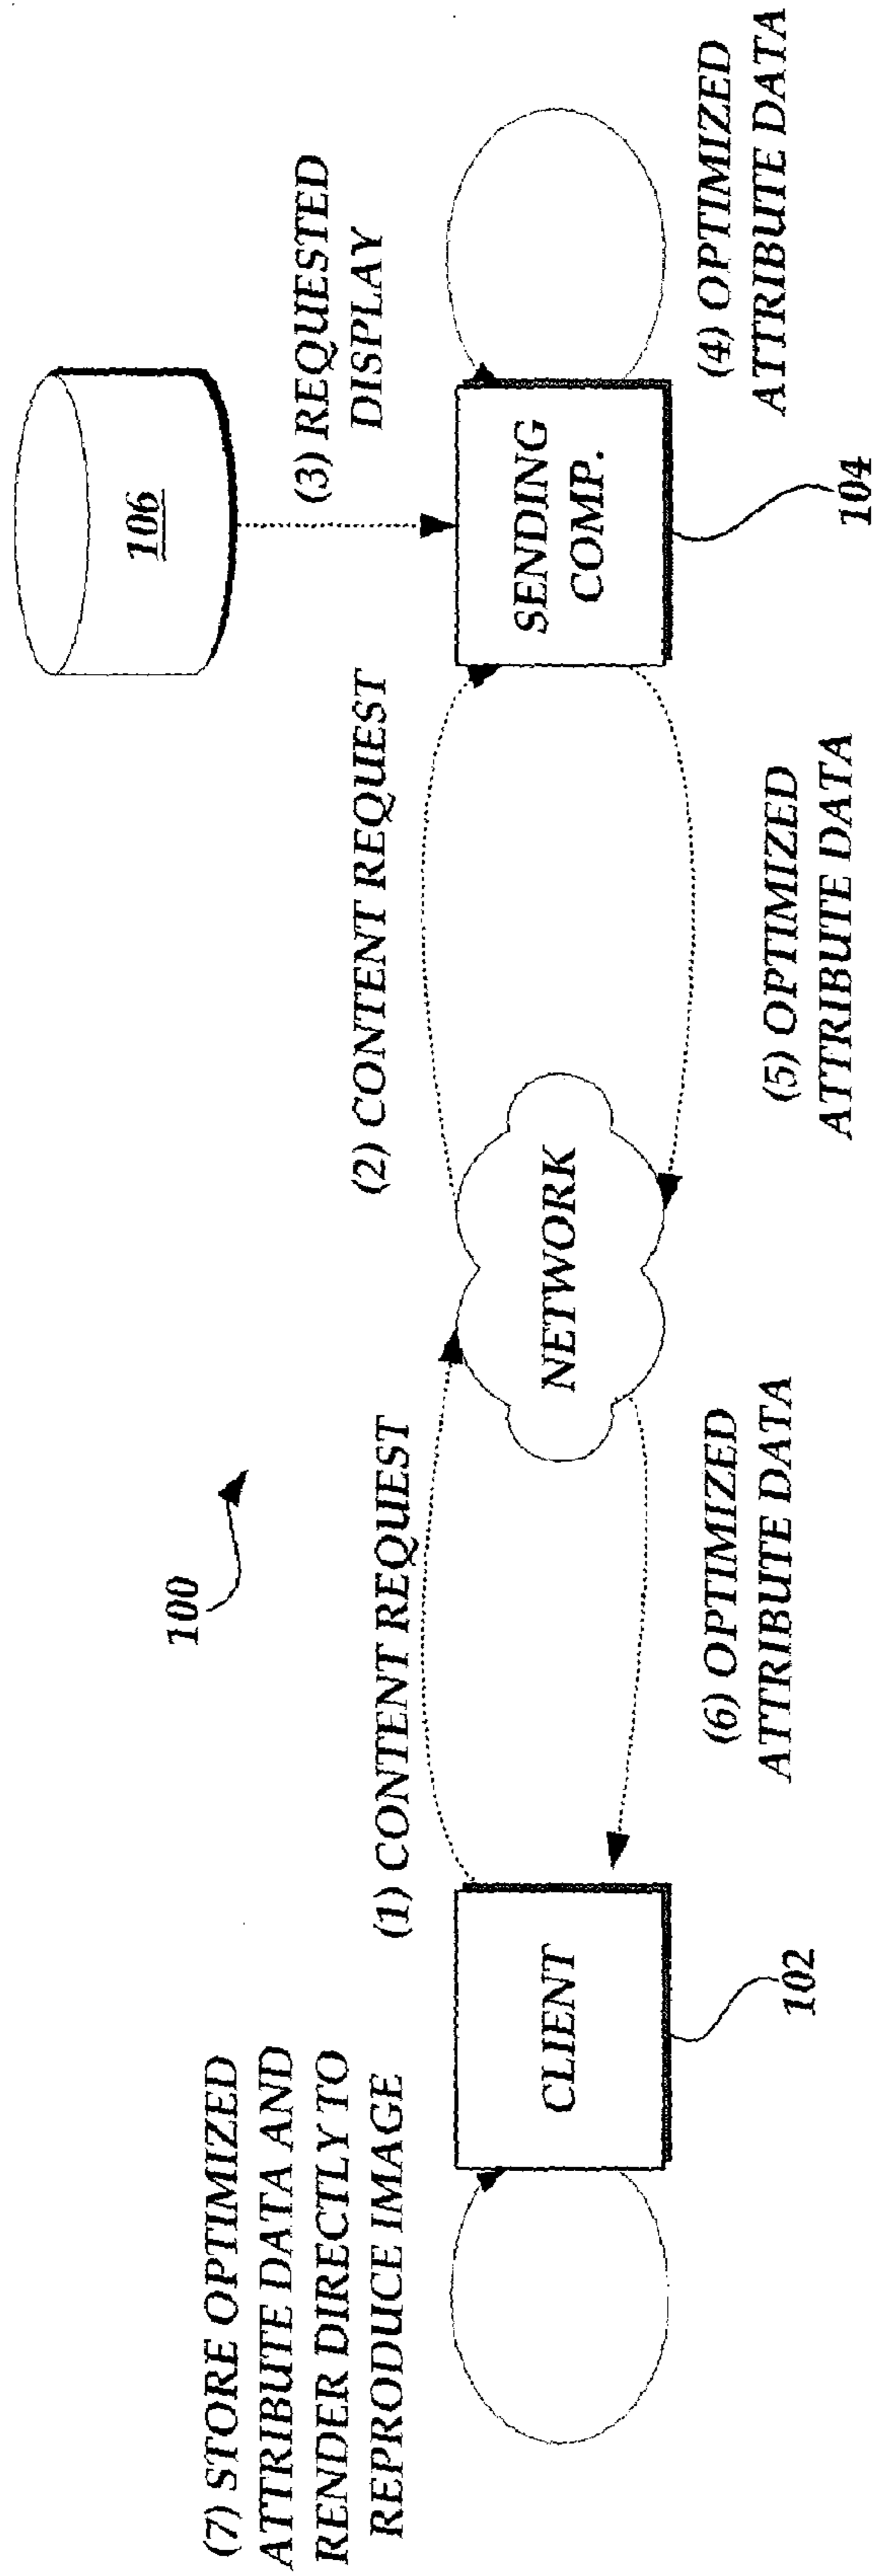 100
(7) STORE OPTIMIZED
ATTRIBUTE DATA AND
RENDER DIRECTLY TO
REPRODUCE IMAGE
(1) CONTENT REQUEST
(2) CONTENT REQUEST
(3) REQUESTED
DISPLAY
106
CLIENT
NETWORK
SENDING
COMP.
102
104
(6) OPTIMIZED
ATTRIBUTE DATA
(5) OPTIMIZED
ATTRIBUTE DATA
(4) OPTIMIZED
ATTRIBUTE DATA